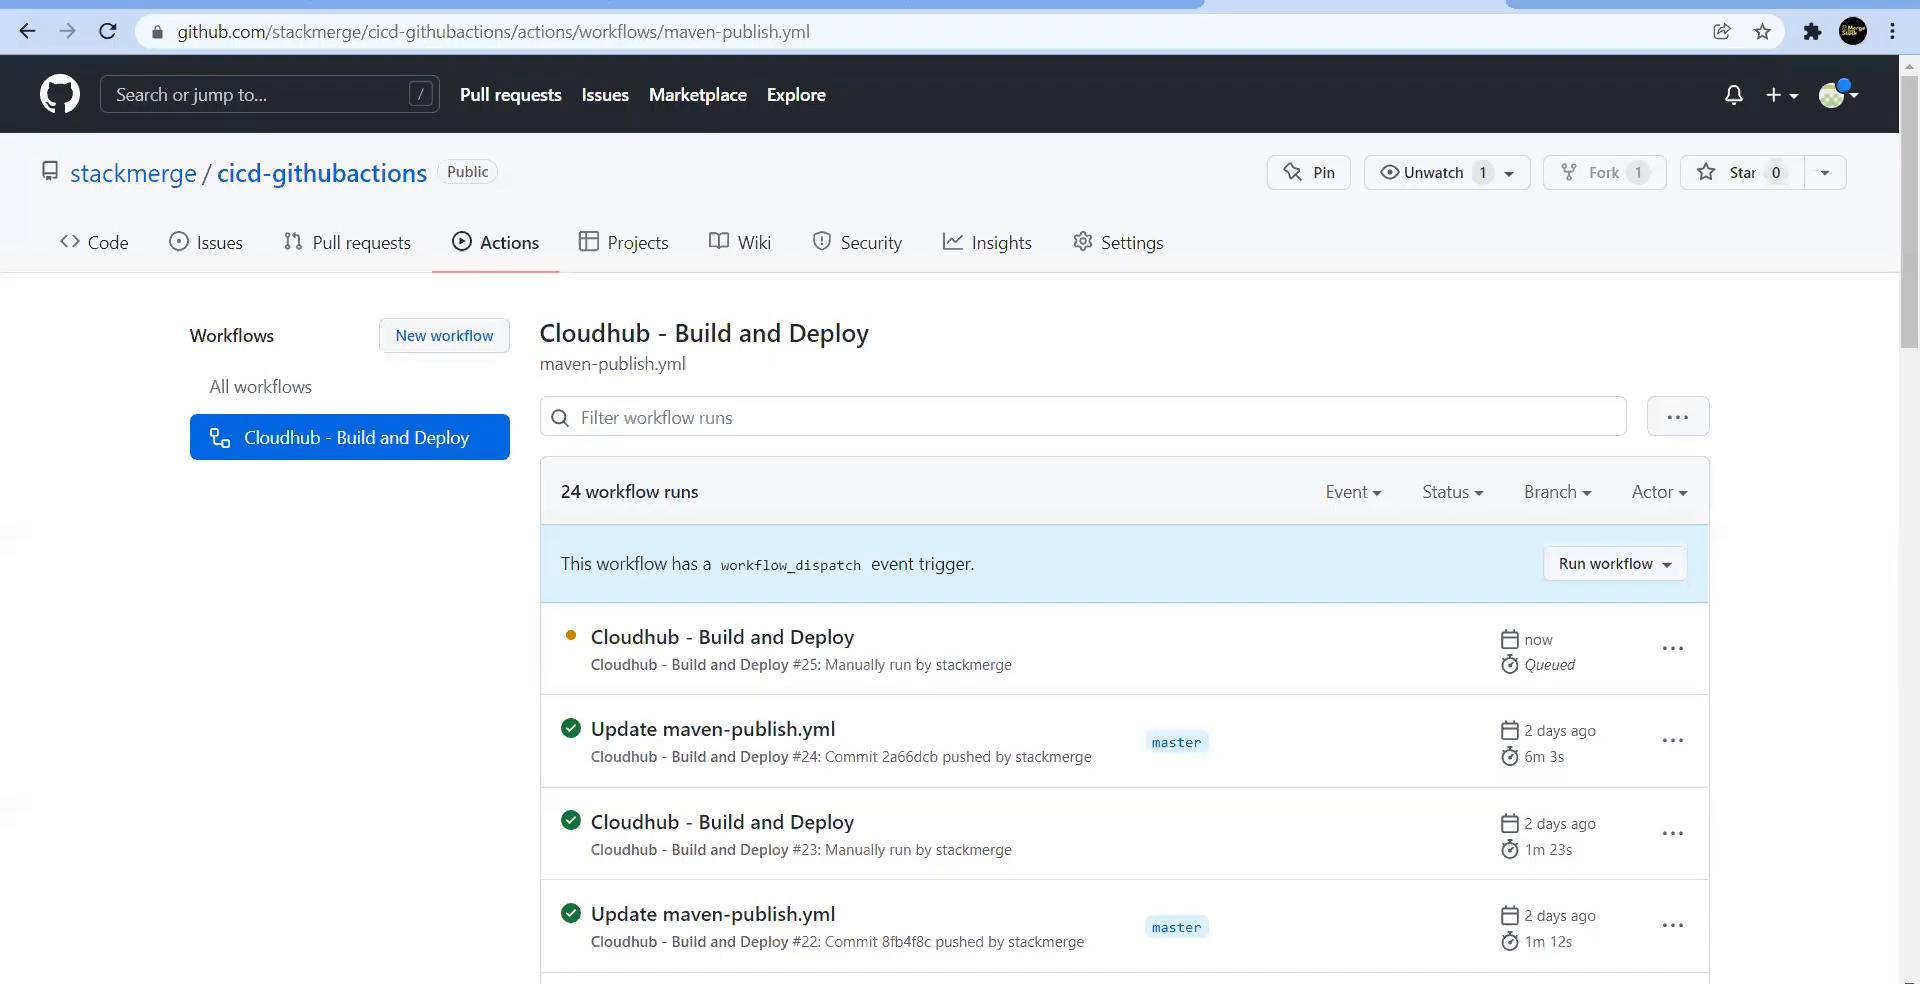 github.com/stackmerge/cicd-githubactions/actions/workflows/maven-publish.yml
Search or jump to... /
Pull requests Issues Marketplace Explore
stackmerge / cicd-githubactions Public
Pin Unwatch 1 Fork 1 Star 0
Code Issues Pull requests Actions Projects Wiki Security Insights Settings
Workflows New workflow
All workflows
Cloudhub - Build and Deploy
Cloudhub - Build and Deploy
maven-publish.yml
Filter workflow runs
24 workflow runs Event Status Branch Actor
This workflow has a workflow_dispatch event trigger. Run workflow
Cloudhub - Build and Deploy now
Cloudhub - Build and Deploy #25: Manually run by stackmerge Queued
Update maven-publish.yml master 2 days ago
Cloudhub - Build and Deploy #24: Commit 2a66dcb pushed by stackmerge 6m 3s
Cloudhub - Build and Deploy 2 days ago
Cloudhub - Build and Deploy #23: Manually run by stackmerge 1m 23s
Update maven-publish.yml master 2 days ago
Cloudhub - Build and Deploy #22: Commit 8fb4f8c pushed by stackmerge 1m 12s